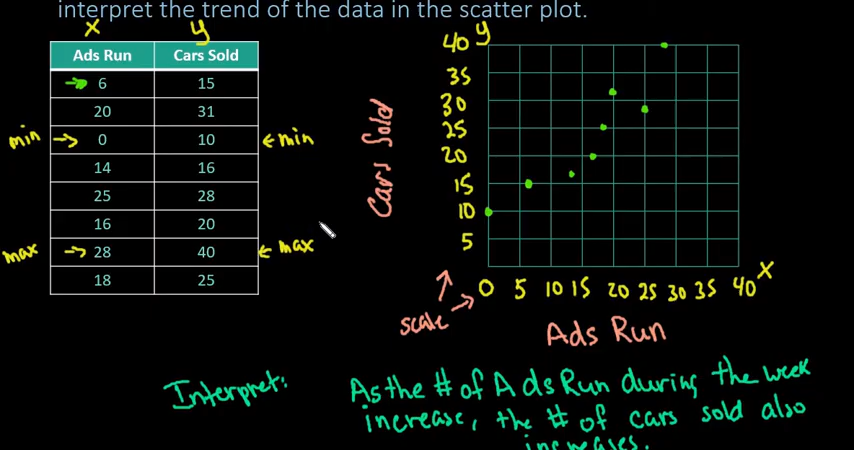 interpret the trend of the data in the scatter plot.
x y
Ads Run Cars Sold
6 15
20 31
min 0 10 min
14 16
25 28
16 20
max 28 40 max
18 25
y
40
35
30
25
20
15
10
5
Cars Sold
0 5 10 15 20 25 30 35 40 x
scale
Ads Run
Interpret: As the # of Ads Run during the week
increase, the # of cars sold also
increases.